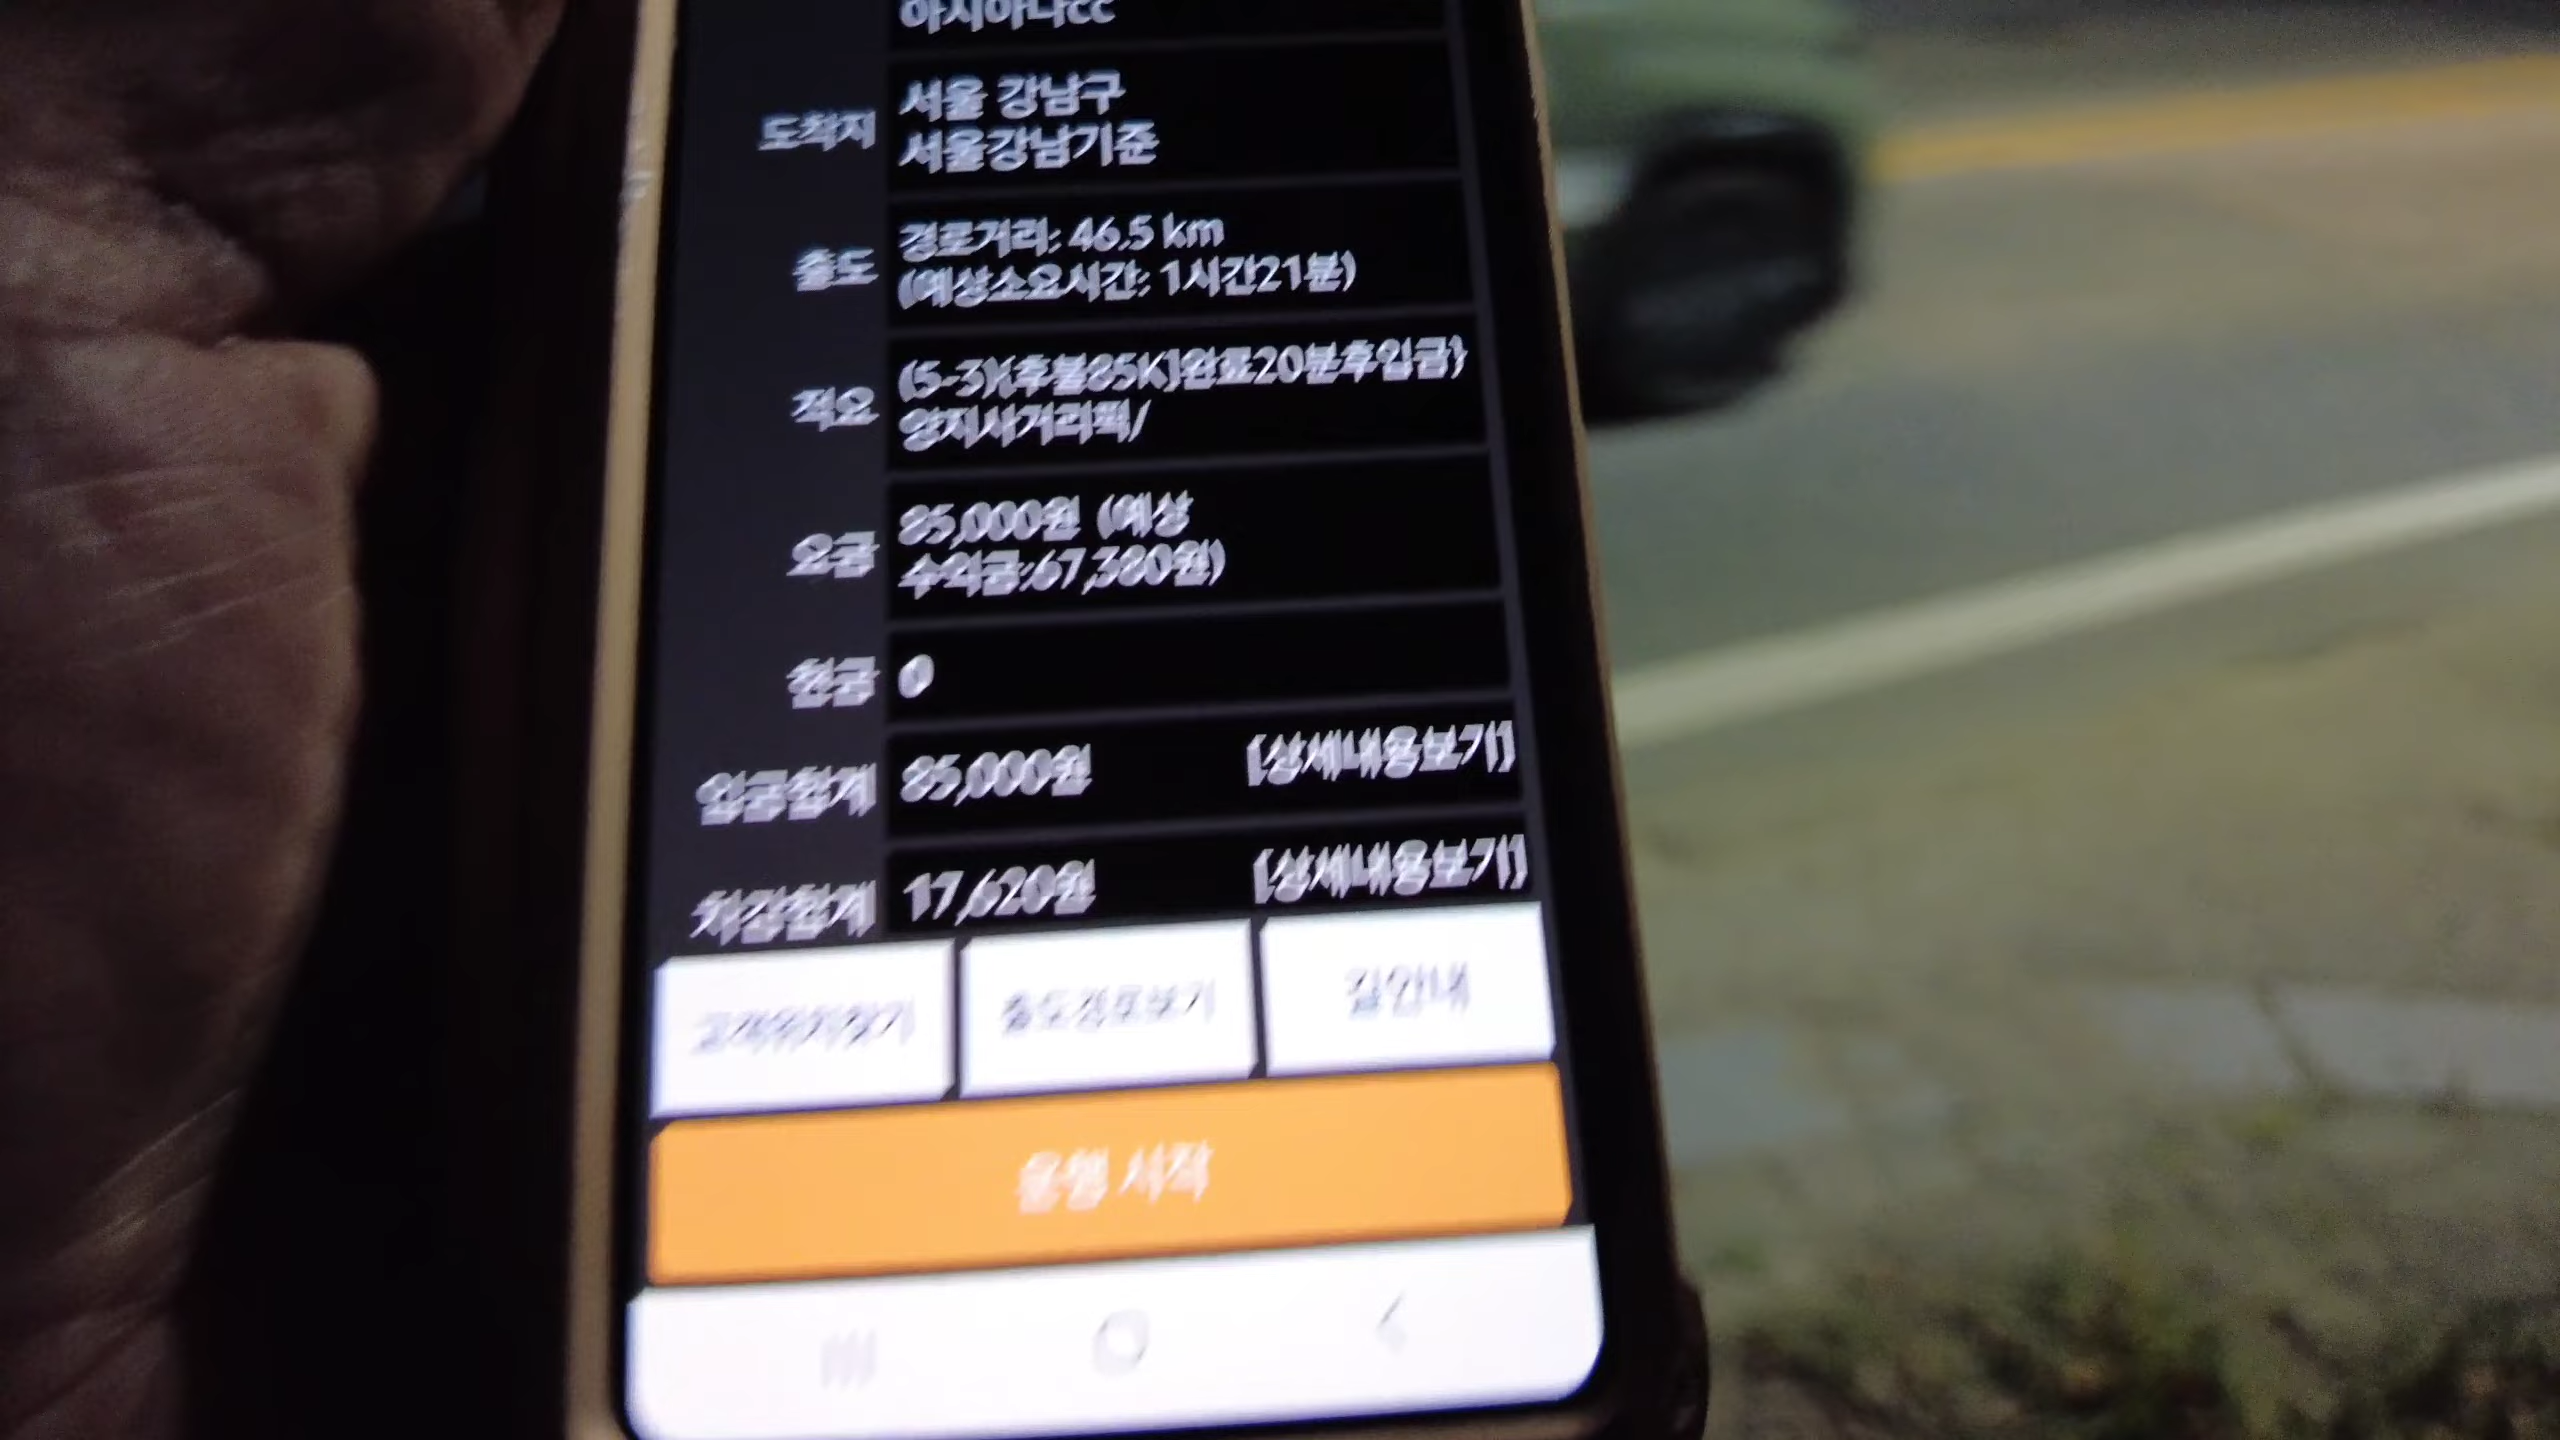 아시아나cc
도착지
서울 강남구
서울강남기준
출도
경로거리: 46.5 km
(예상소요시간: 1시간21분)
적요
(5-3){후불85K]완료20분후입금}
양지사거리픽/
요금
85,000원 (예상
수익금:67,380원)
현금
0
입금합계
85,000원 [상세내용보기]
차감합계
17,620원 [상세내용보기]
고객위치찾기
출도경로보기
길안내
운행 시작